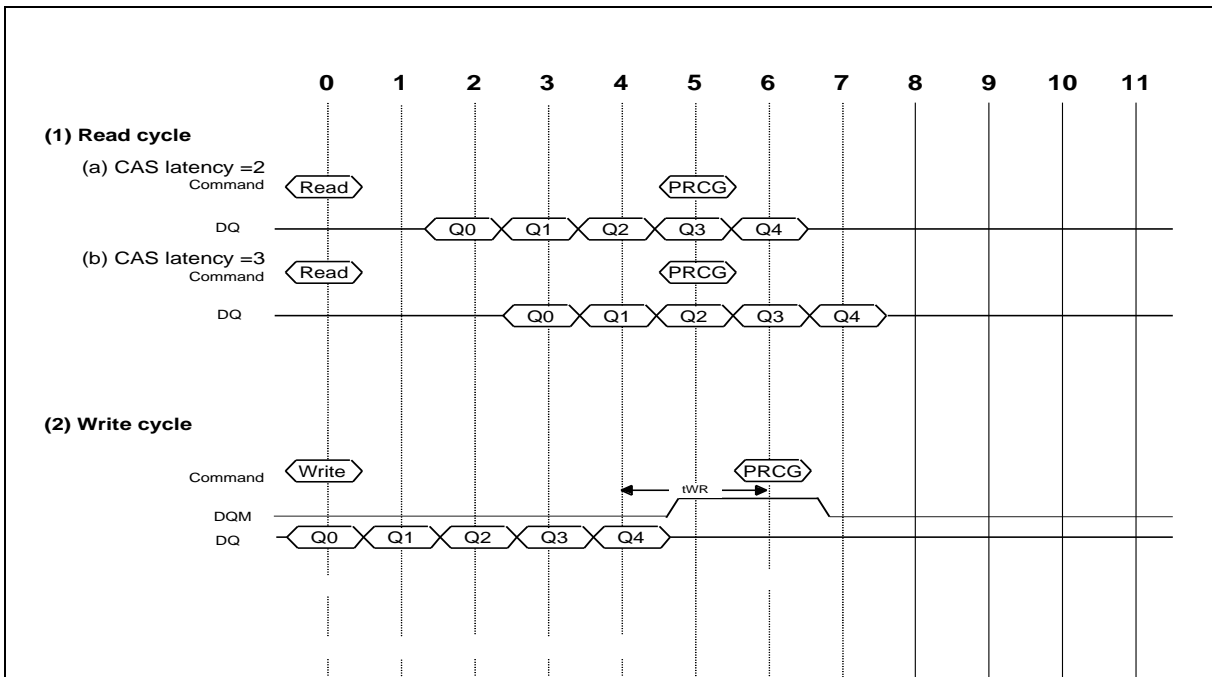 0 1 2 3 4 5 6 7 8 9 10 11
(1) Read cycle
(a) CAS latency =2
Command Read PRCG
DQ Q0 Q1 Q2 Q3 Q4
(b) CAS latency =3
Command Read PRCG
DQ Q0 Q1 Q2 Q3 Q4
(2) Write cycle
Command Write PRCG
tWR
DQM
DQ Q0 Q1 Q2 Q3 Q4